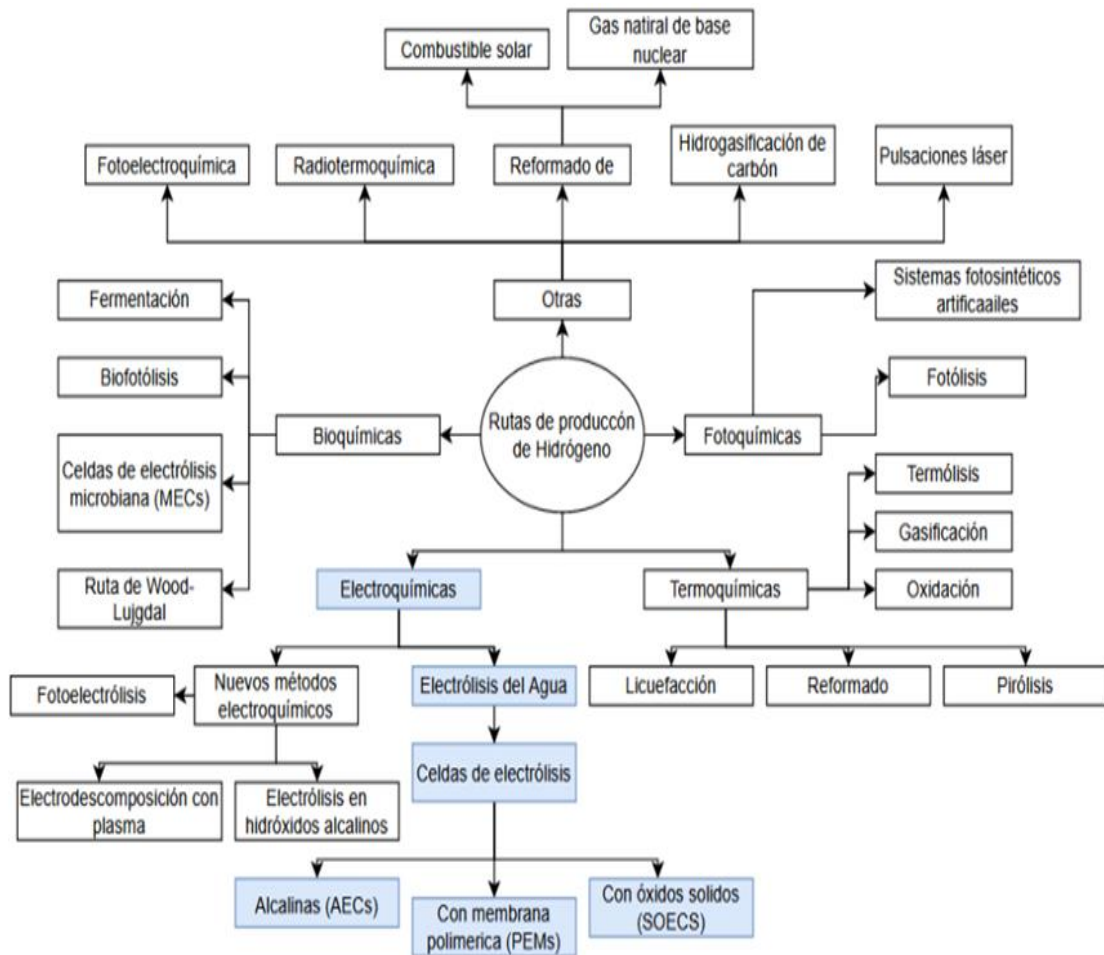 Gas natiral de base
nuclear
Combustible solar
Fotoelectroquímica
Radiotermoquímica
Reformado de
Hidrogasificación de
carbón
Pulsaciones láser
Otras
Sistemas fotosintéticos
artificaailes
Fermentación
Biofotólisis
Celdas de electrólisis
microbiana (MECs)
Ruta de Wood-
Lujgdal
Bioquímicas
Rutas de produccón
de Hidrógeno
Fotoquímicas
Fotólisis
Termólisis
Gasificación
Oxidación
Electroquímicas
Termoquímicas
Fotoelectrólisis
Nuevos métodos
electroquímicos
Electrólisis del Agua
Licuefacción
Reformado
Pirólisis
Celdas de electrólisis
Electrodescomposición con
plasma
Electrólisis en
hidróxidos alcalinos
Alcalinas (AECs)
Con membrana
polimerica (PEMs)
Con óxidos solidos
(SOECS)